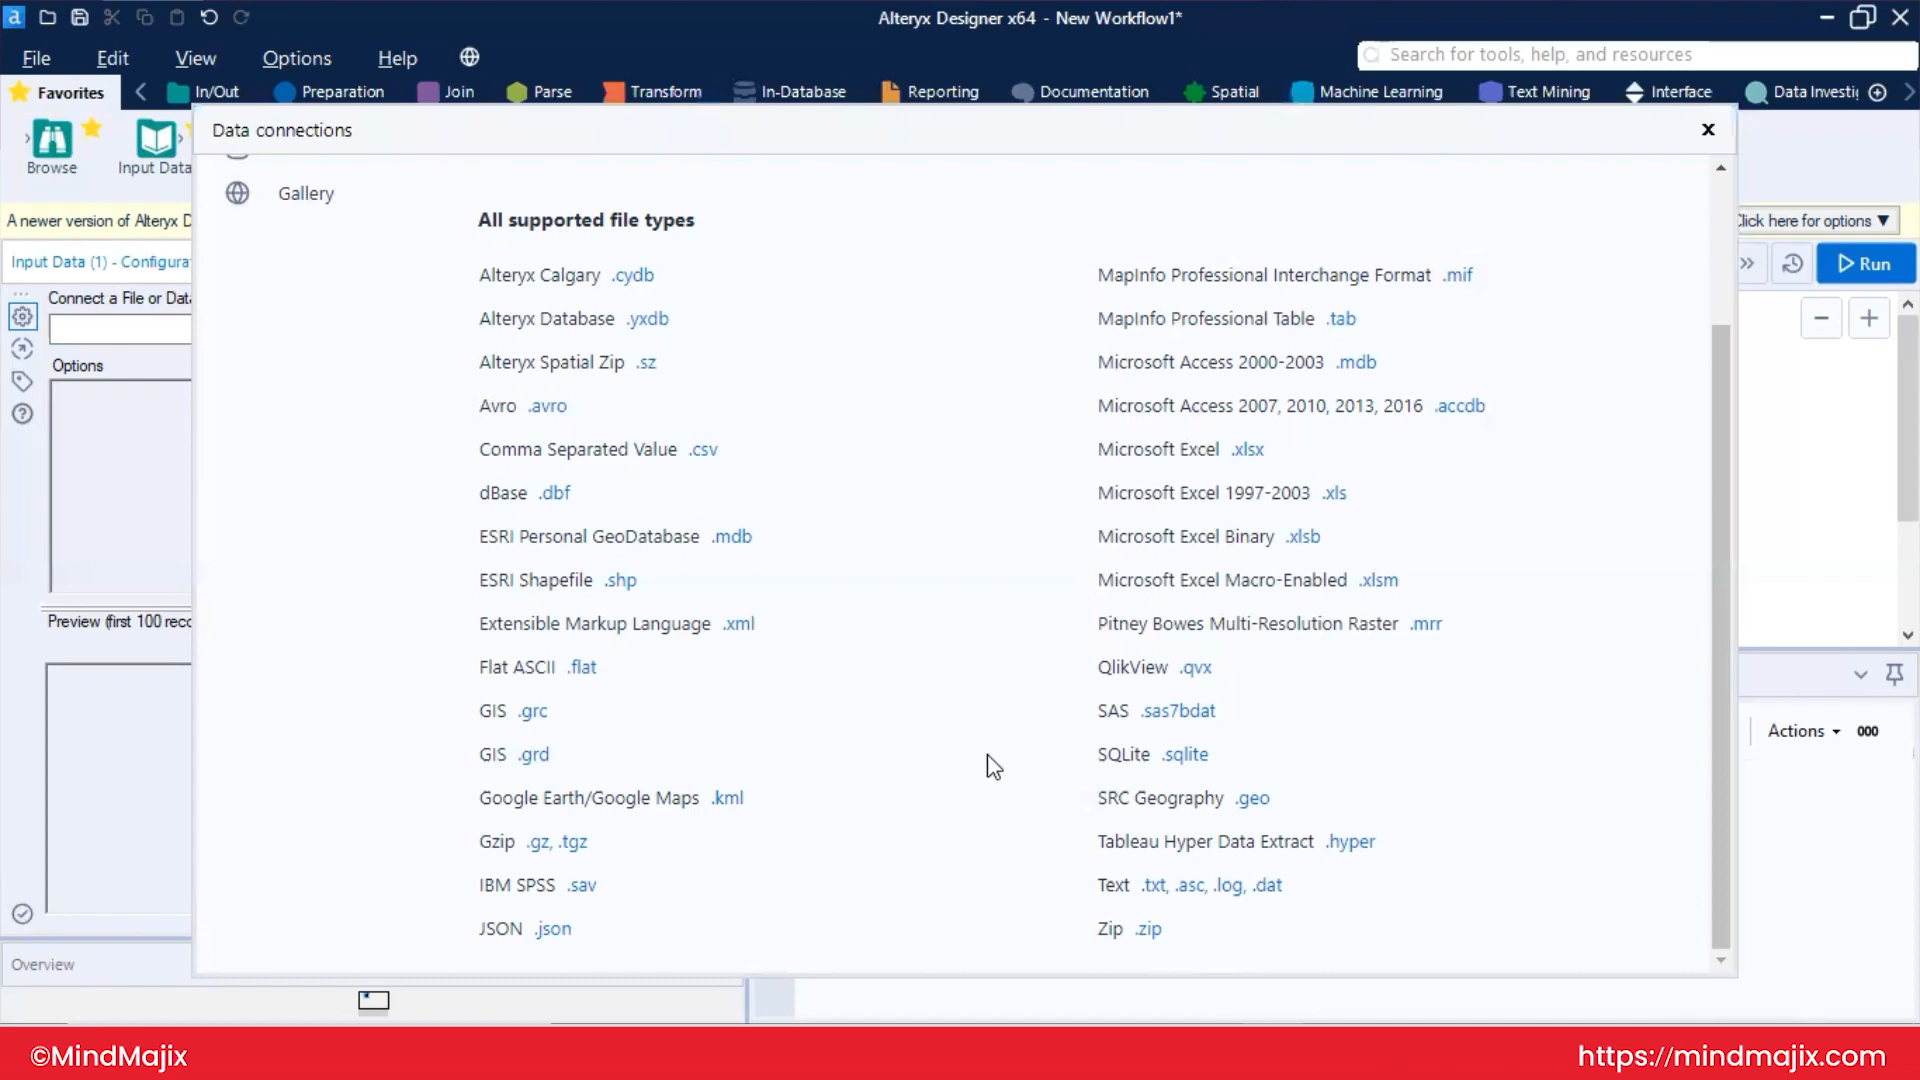 Alteryx Designer x64 - New Workflow1*
File Edit View Options Help
Search for tools, help, and resources
Favorites In/Out Preparation Join Parse Transform In-Database Reporting Documentation Spatial Machine Learning Text Mining Interface Data Investi
Browse
Input Data
Data connections
x
A newer version of Alteryx D
Click here for options ▼
Input Data (1) - Configura
Run
Connect a File or Data
Options
Preview (first 100 reco
Gallery
All supported file types
Alteryx Calgary .cydb
Alteryx Database .yxdb
Alteryx Spatial Zip .sz
Avro .avro
Comma Separated Value .csv
dBase .dbf
ESRI Personal GeoDatabase .mdb
ESRI Shapefile .shp
Extensible Markup Language .xml
Flat ASCII .flat
GIS .grc
GIS .grd
Google Earth/Google Maps .kml
Gzip .gz, .tgz
IBM SPSS .sav
JSON .json
MapInfo Professional Interchange Format .mif
MapInfo Professional Table .tab
Microsoft Access 2000-2003 .mdb
Microsoft Access 2007, 2010, 2013, 2016 .accdb
Microsoft Excel .xlsx
Microsoft Excel 1997-2003 .xls
Microsoft Excel Binary .xlsb
Microsoft Excel Macro-Enabled .xlsm
Pitney Bowes Multi-Resolution Raster .mrr
QlikView .qvx
SAS .sas7bdat
SQLite .sqlite
SRC Geography .geo
Tableau Hyper Data Extract .hyper
Text .txt, .asc, .log, .dat
Zip .zip
Actions
Overview
©MindMajix
https://mindmajix.com